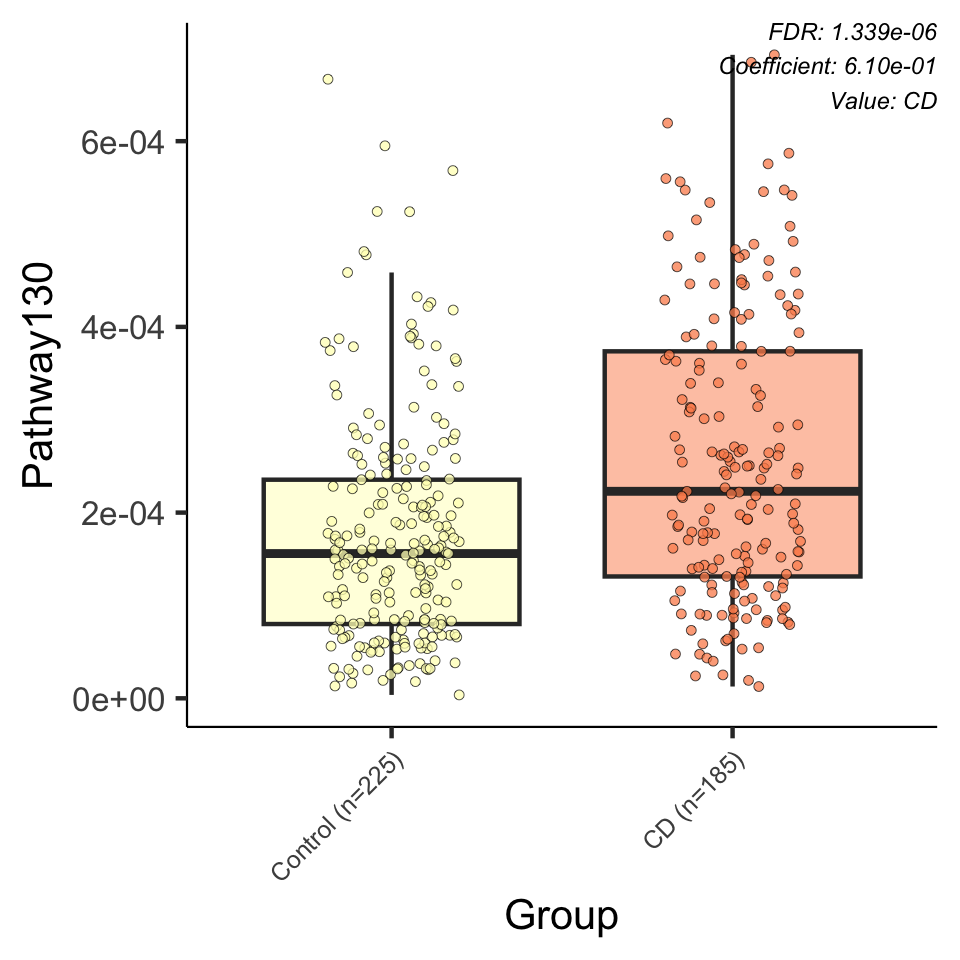 FDR: 1.339e-06
Coefficient: 6.10e-01
Value: CD
6e-04
4e-04
2e-04
0e+00
Pathway130
Control (n=225)
CD (n=185)
Group